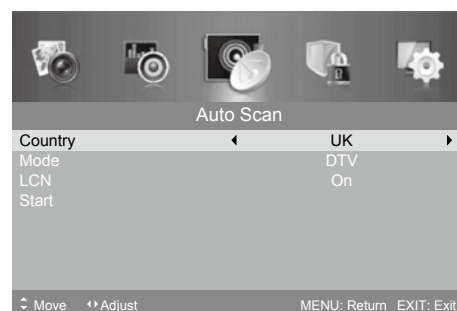 Auto Scan
Country UK
Mode DTV
LCN On
Start
Move Adjust MENU: Return EXIT: Exit